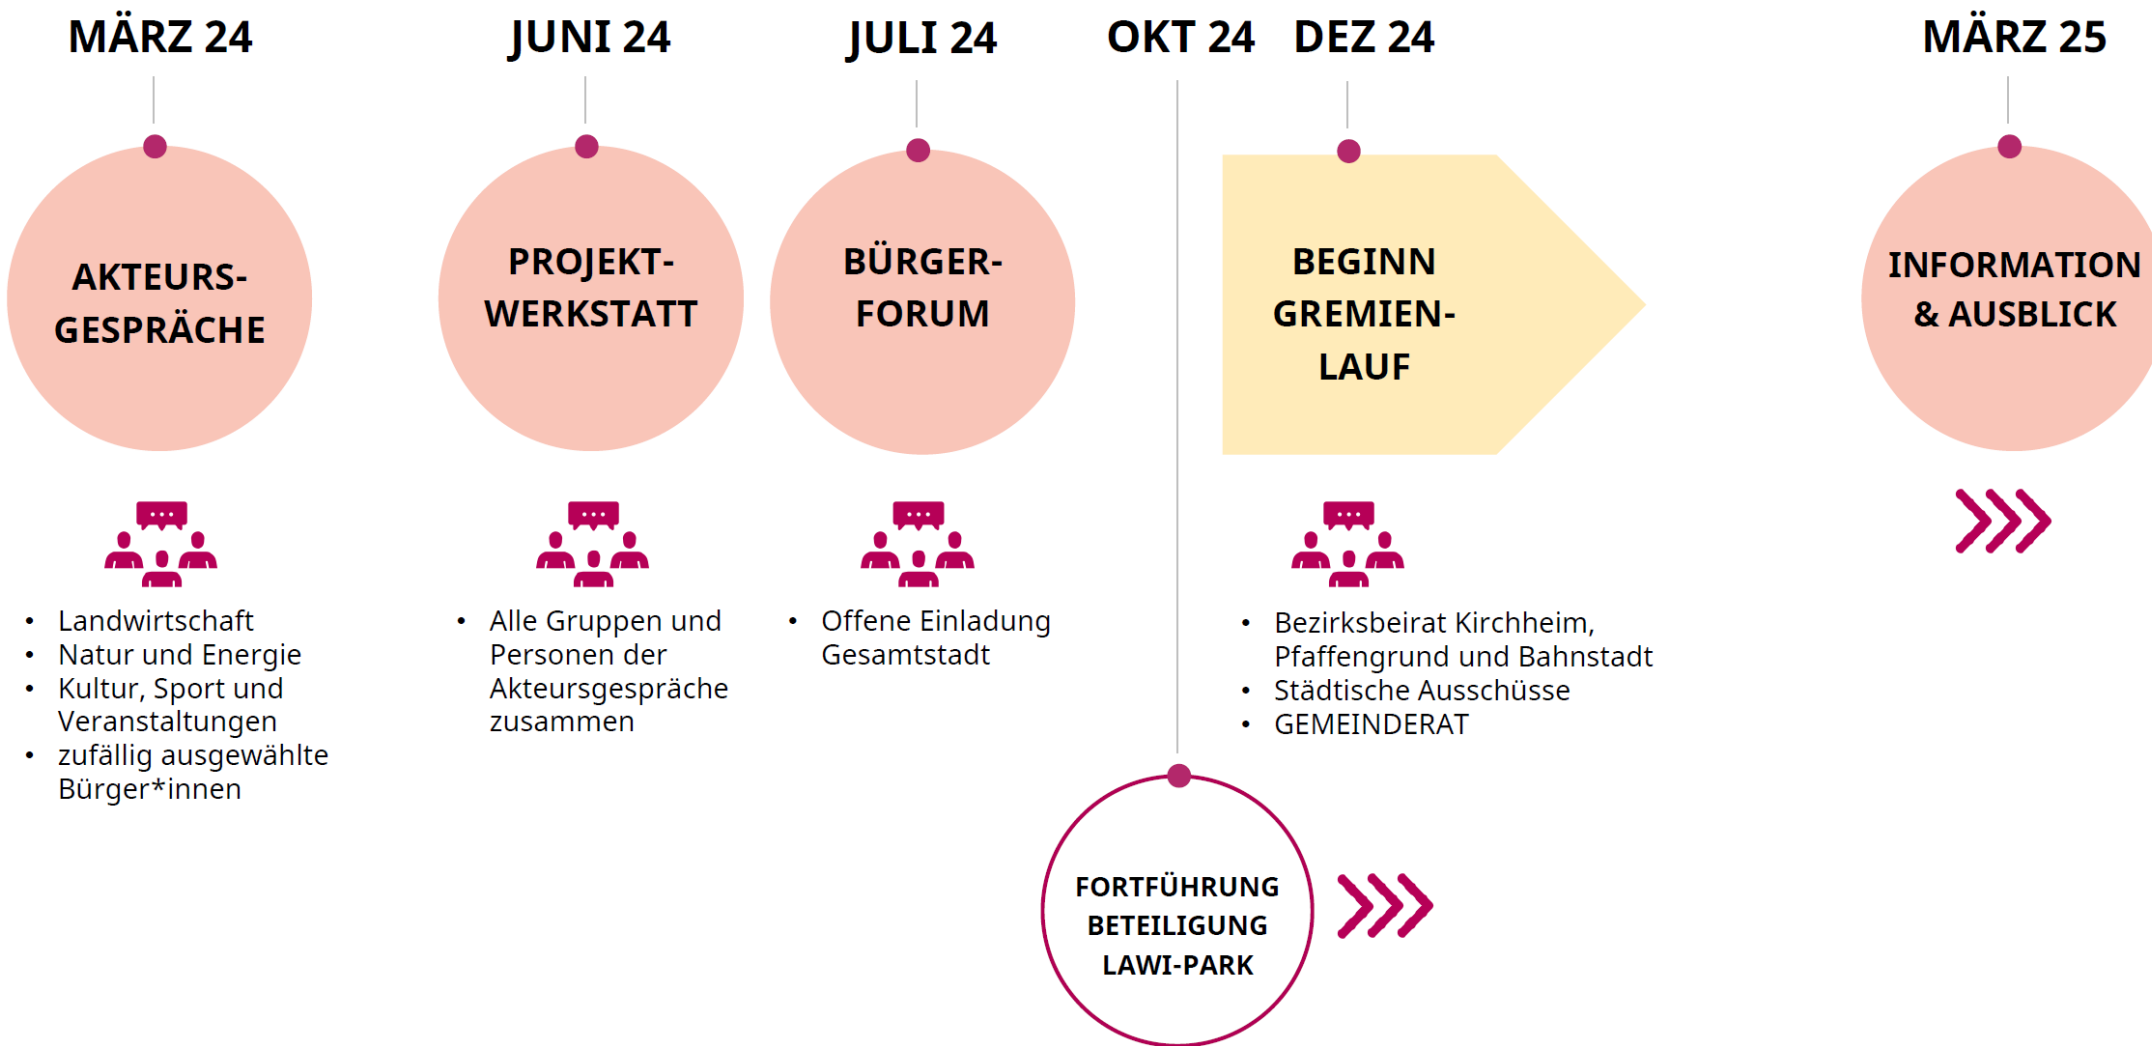 MÄRZ 24
JUNI 24
JULI 24
OKT 24
DEZ 24
MÄRZ 25
AKTEURS-
GESPRÄCHE
PROJEKT-
WERKSTATT
BÜRGER-
FORUM
BEGINN
GREMIEN-
LAUF
INFORMATION
& AUSBLICK
• Landwirtschaft
• Natur und Energie
• Kultur, Sport und
Veranstaltungen
• zufällig ausgewählte
Bürger*innen
• Alle Gruppen und
Personen der
Akteursgespräche
zusammen
• Offene Einladung
Gesamtstadt
• Bezirksbeirat Kirchheim,
Pfaffengrund und Bahnstadt
• Städtische Ausschüsse
• GEMEINDERAT
FORTFÜHRUNG
BETEILIGUNG
LAWI-PARK